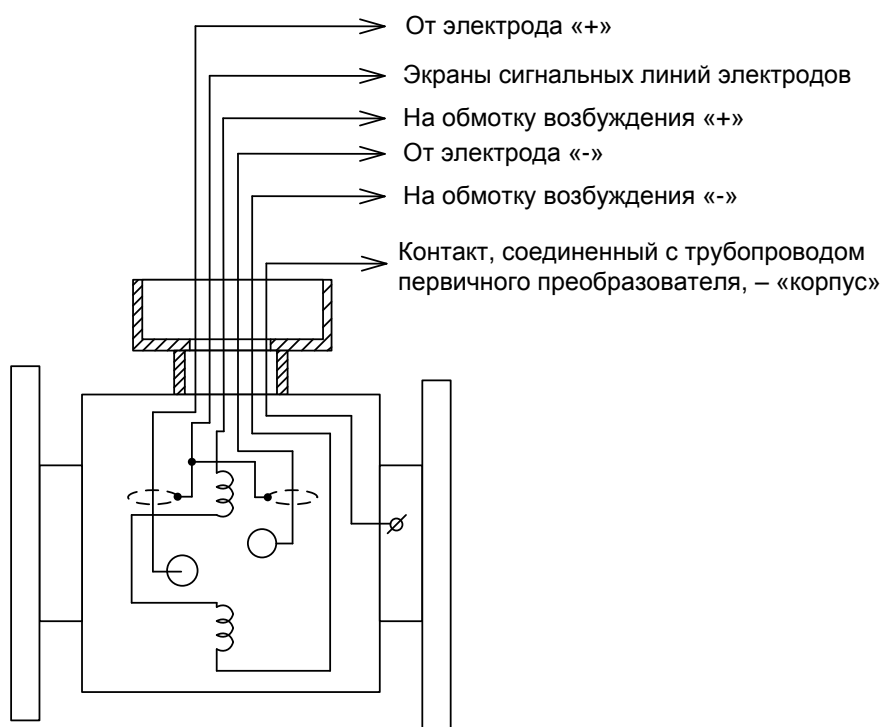 От электрода «+»
Экраны сигнальных линий электродов
На обмотку возбуждения «+»
От электрода «-»
На обмотку возбуждения «-»
Контакт, соединенный с трубопроводом
первичного преобразователя, – «корпус»